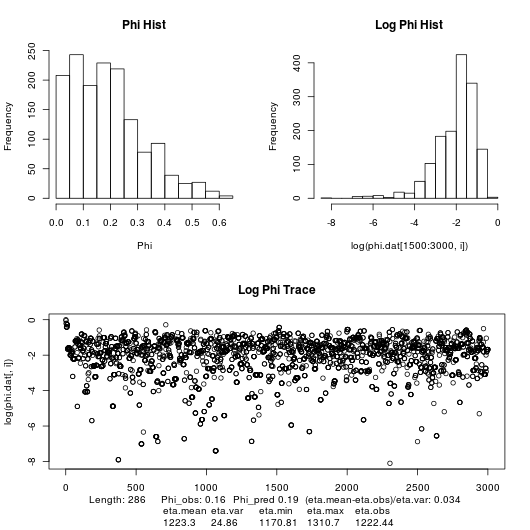 Phi Hist
Log Phi Hist
Frequency
0 50 100 150 200 250
0.0 0.1 0.2 0.3 0.4 0.5 0.6
Phi
Frequency
0 100 200 300 400
-8 -6 -4 -2 0
log(phi.dat[1500:3000, i])
Log Phi Trace
log(phi.dat[, i])
0 -2 -4 -6 -8
0 500 1000 1500 2000 2500 3000
Length: 286 Phi_obs: 0.16 Phi_pred 0.19 (eta.mean-eta.obs)/eta.var: 0.034
eta.mean eta.var eta.min eta.max eta.obs
1223.3 24.86 1170.81 1310.7 1222.44